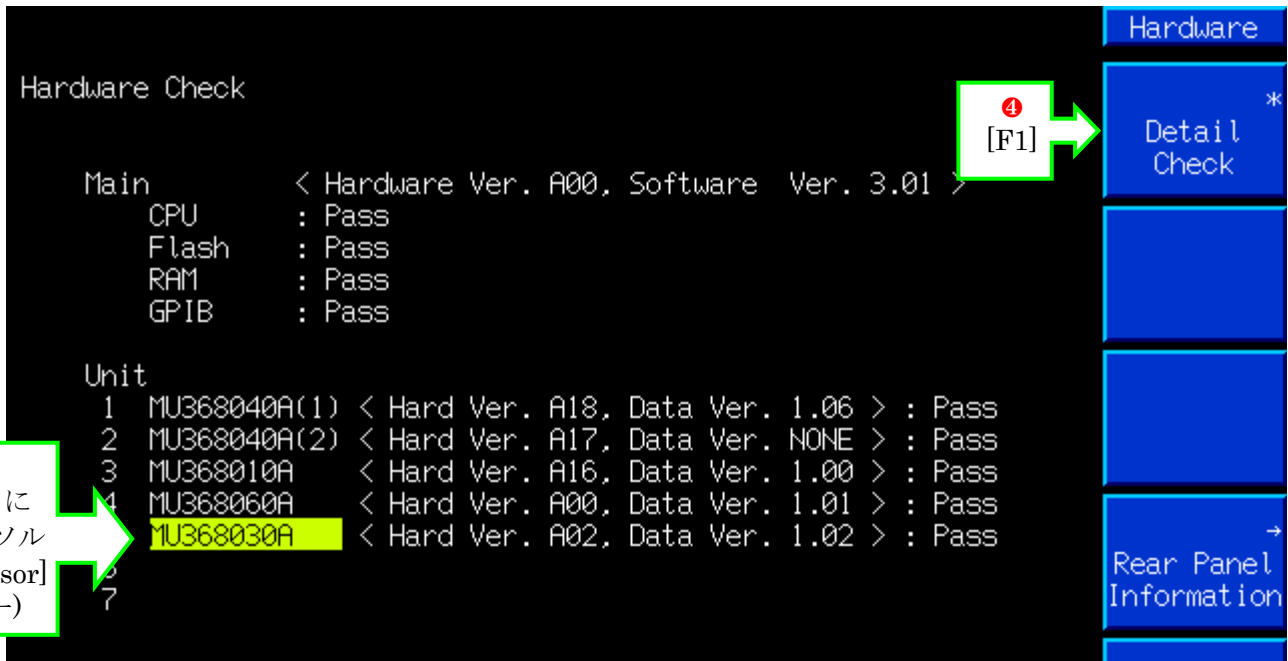 Hardware
Hardware Check
❹
[F1]
*
Detail
Check
Main < Hardware Ver. A00, Software Ver. 3.01 >
CPU : Pass
Flash : Pass
RAM : Pass
GPIB : Pass
Unit
1 MU368040A(1) < Hard Ver. A18, Data Ver. 1.06 > : Pass
2 MU368040A(2) < Hard Ver. A17, Data Ver. NONE > : Pass
3 MU368010A < Hard Ver. A16, Data Ver. 1.00 > : Pass
4 MU368060A < Hard Ver. A00, Data Ver. 1.01 > : Pass
MU368030A < Hard Ver. A02, Data Ver. 1.02 > : Pass
7
に
ソル
sor]
ー)
→
Rear Panel
Information